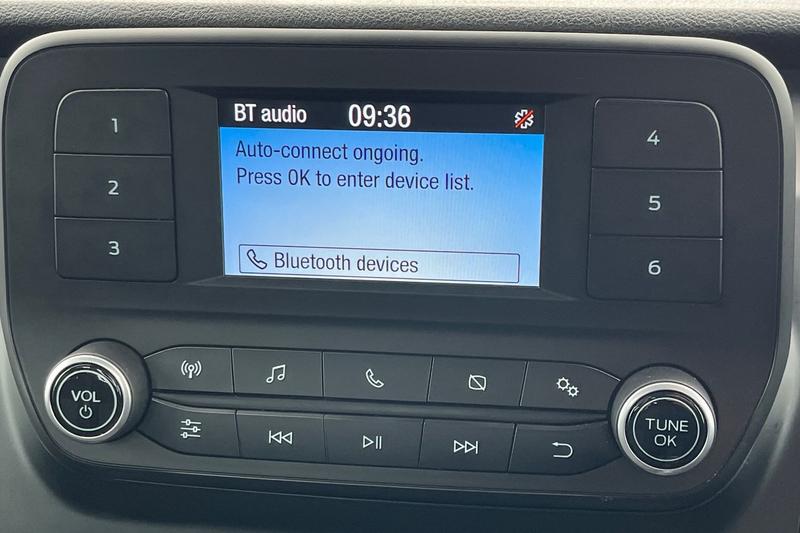 BT audio 09:36
Auto-connect ongoing.
Press OK to enter device list.
Bluetooth devices
1
2
3
4
5
6
VOL
TUNE
OK